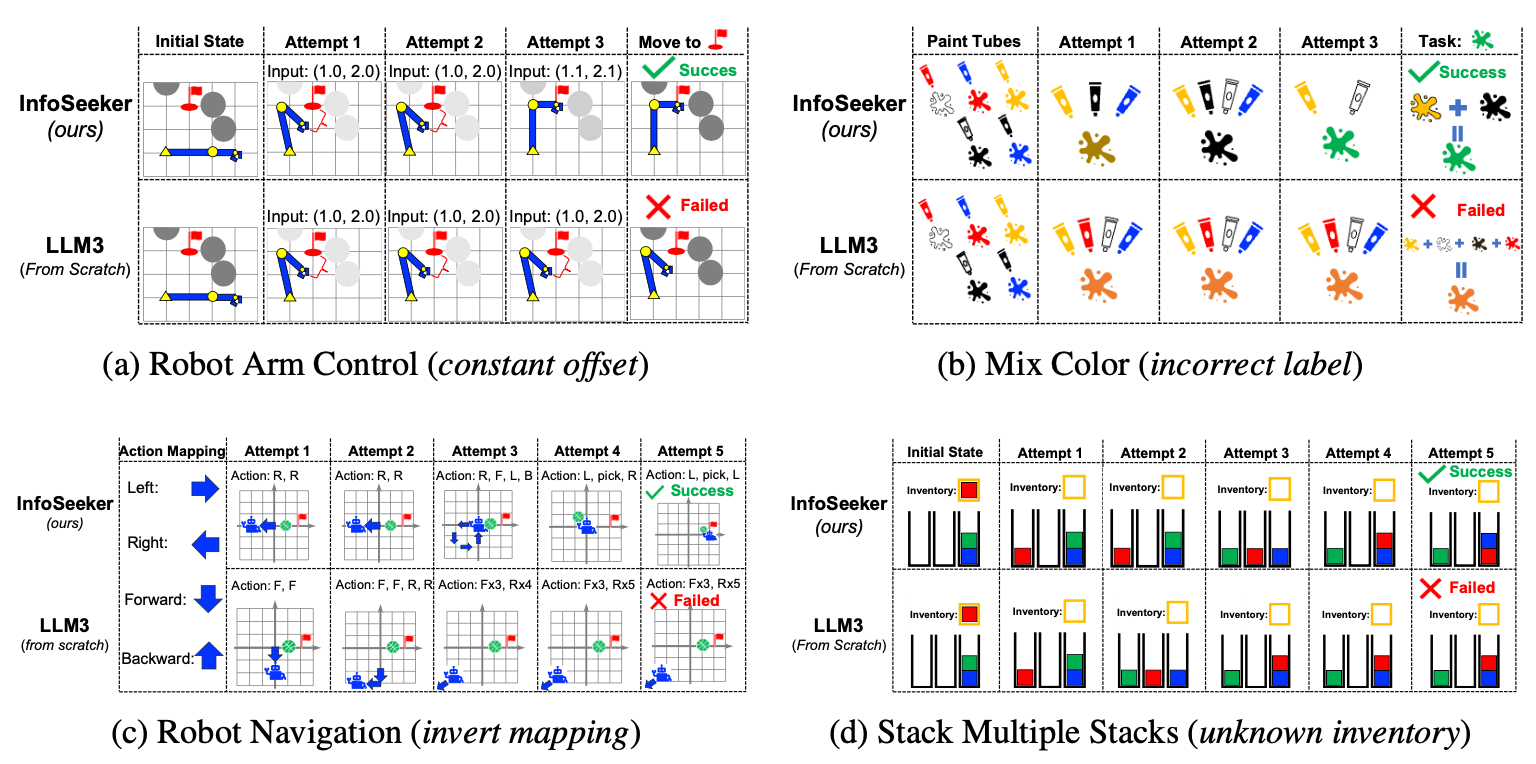 Initial State Attempt 1 Attempt 2 Attempt 3 Move to
InfoSeeker
(ours)
Input: (1.0, 2.0) Input: (1.0, 2.0) Input: (1.1, 2.1) Succes
LLM3
(From Scratch)
Input: (1.0, 2.0) Input: (1.0, 2.0) Input: (1.0, 2.0) Failed
(a) Robot Arm Control (constant offset)
Paint Tubes Attempt 1 Attempt 2 Attempt 3 Task:
InfoSeeker
(ours)
Success
LLM3
(From Scratch)
Failed
(b) Mix Color (incorrect label)
Action Mapping Attempt 1 Attempt 2 Attempt 3 Attempt 4 Attempt 5
InfoSeeker
(ours)
Left:
Right:
Action: R, R Action: R, R Action: R, F, L, B Action: L, pick, R Action: L, pick, L
Success
LLM3
(from scratch)
Forward:
Backward:
Action: F, F Action: F, F, R, R Action: Fx3, Rx4 Action: Fx3, Rx5 Action: Fx3, Rx5
Failed
(c) Robot Navigation (invert mapping)
Initial State Attempt 1 Attempt 2 Attempt 3 Attempt 4 Attempt 5
InfoSeeker
(ours)
Success
Inventory: Inventory: Inventory: Inventory: Inventory: Inventory:
LLM3
(From Scratch)
Failed
Inventory: Inventory: Inventory: Inventory: Inventory: Inventory:
(d) Stack Multiple Stacks (unknown inventory)